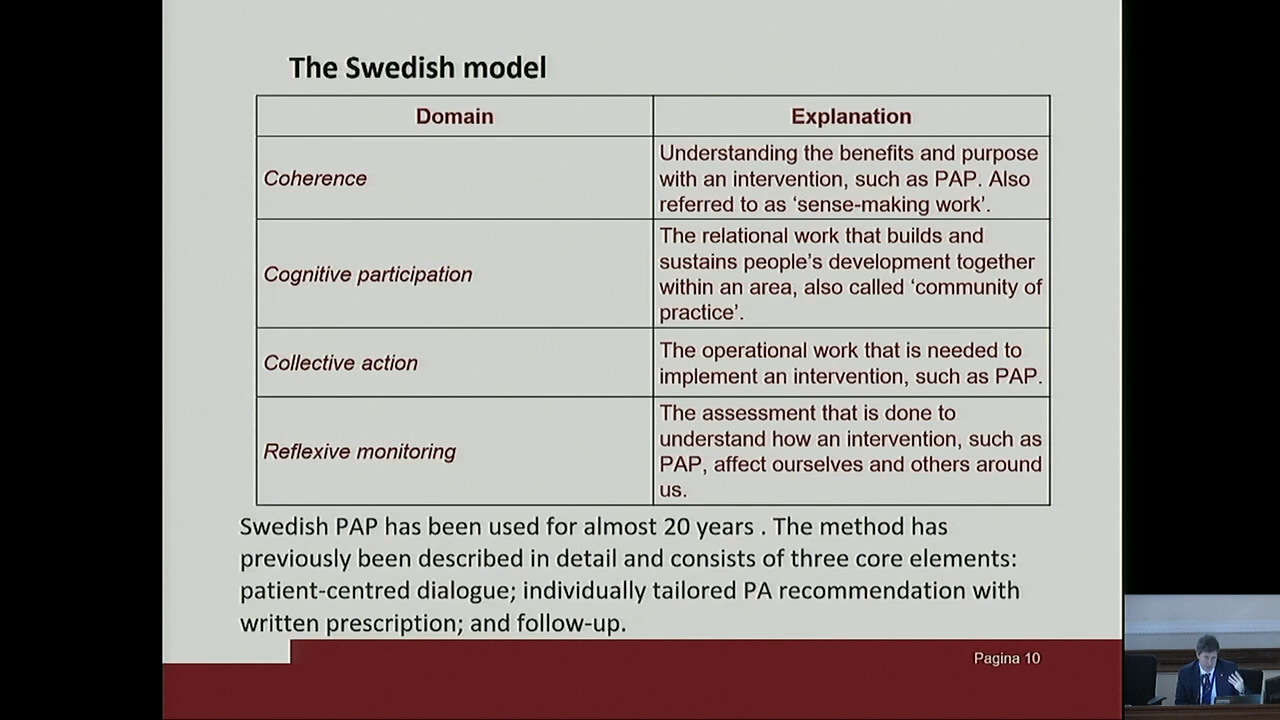 The Swedish model
Domain
Explanation
Coherence
Understanding the benefits and purpose
with an intervention, such as PAP. Also
referred to as ‘sense-making work’.
Cognitive participation
The relational work that builds and
sustains people’s development together
within an area, also called ‘community of
practice’.
Collective action
The operational work that is needed to
implement an intervention, such as PAP.
Reflexive monitoring
The assessment that is done to
understand how an intervention, such as
PAP, affect ourselves and others around
us.
Swedish PAP has been used for almost 20 years . The method has
previously been described in detail and consists of three core elements:
patient-centred dialogue; individually tailored PA recommendation with
written prescription; and follow-up.
Pagina 10